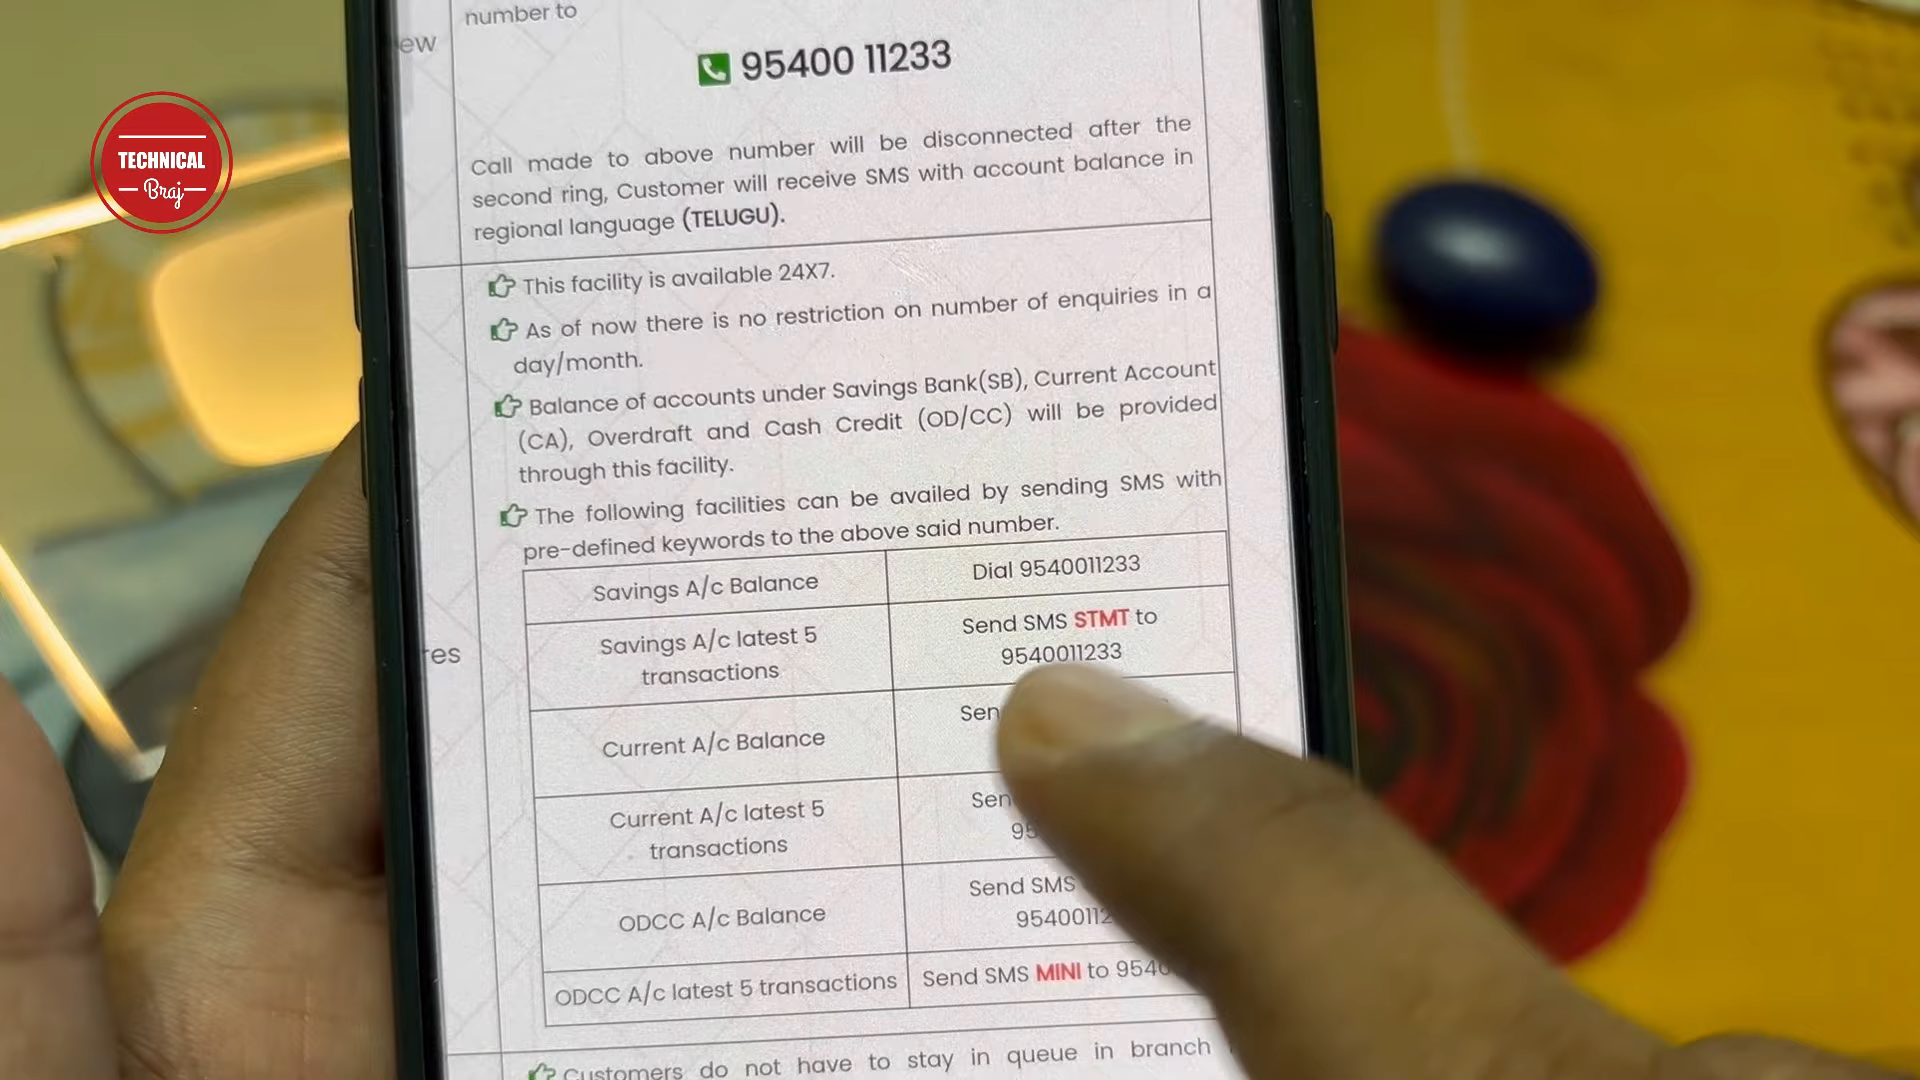 number to
ew
95400 11233
TECHNICAL
Braj
Call made to above number will be disconnected after the
second ring, Customer will receive SMS with account balance in
regional language (TELUGU).
This facility is available 24X7.
As of now there is no restriction on number of enquiries in a
day/month.
Balance of accounts under Savings Bank(SB), Current Account
(CA), Overdraft and Cash Credit (OD/CC) will be provided
through this facility.
The following facilities can be availed by sending SMS with
pre-defined keywords to the above said number.
Savings A/c Balance
Dial 9540011233
res
Savings A/c latest 5
transactions
Send SMS STMT to
9540011233
Current A/c Balance
Sen
Current A/c latest 5
transactions
Sen
95
ODCC A/c Balance
Send SMS
95400112
ODCC A/c latest 5 transactions
Send SMS MINI to 9540
Customers do not have to stay in queue in branch